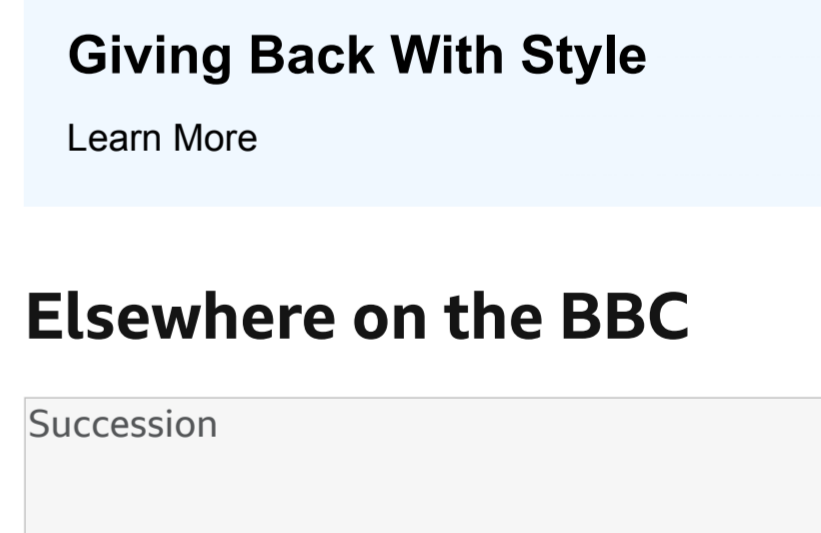 Giving Back With Style
Learn More
Elsewhere on the BBC
Succession